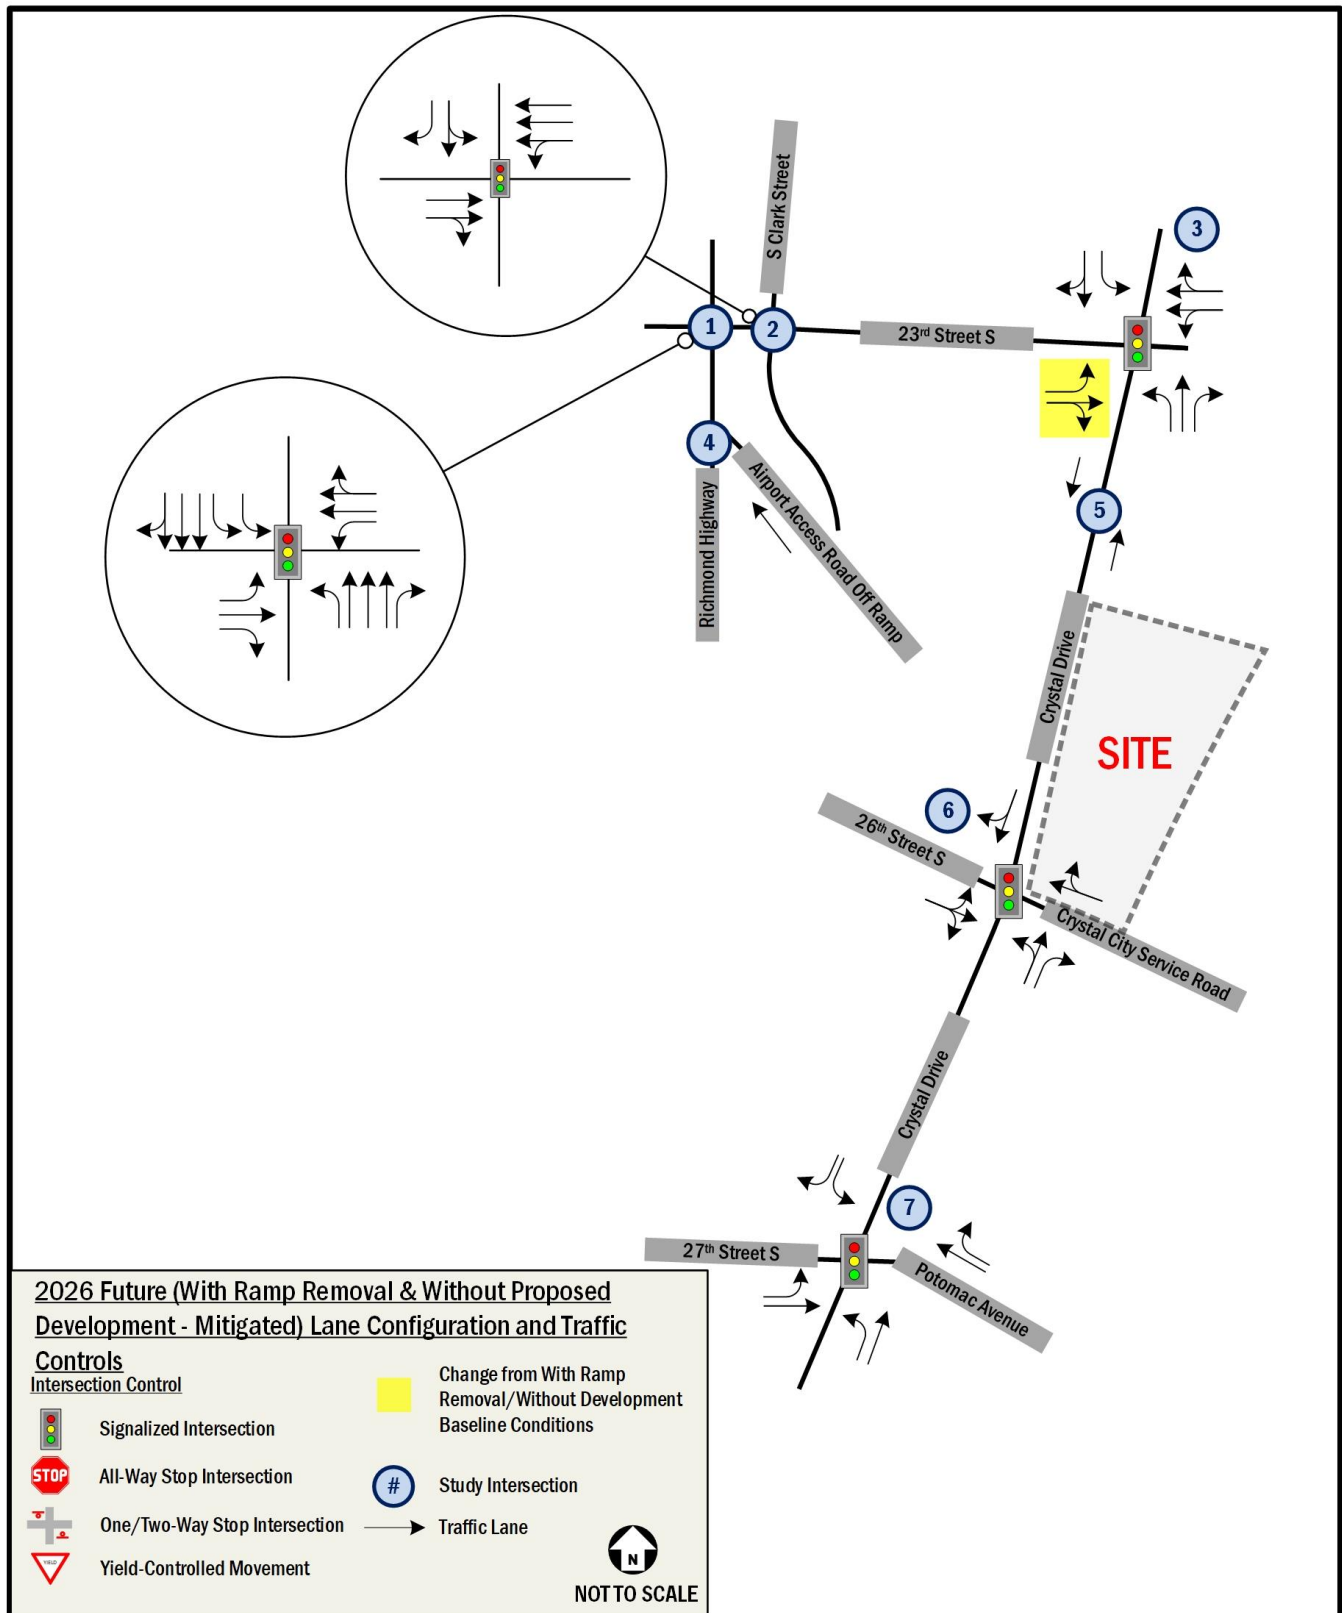 S Clark Street
3
1
2
23rd Street S
4
Airport Access Road Off Ramp
Richmond Highway
5
Crystal Drive
SITE
6
26th Street S
Crystal City Service Road
Crystal Drive
7
27th Street S
Potomac Avenue
2026 Future (With Ramp Removal & Without Proposed
Development - Mitigated) Lane Configuration and Traffic
Controls
Intersection Control
Signalized Intersection
STOP
All-Way Stop Intersection
One/Two-Way Stop Intersection
YIELD
Yield-Controlled Movement
Change from With Ramp
Removal/Without Development
Baseline Conditions
#
Study Intersection
Traffic Lane
N
NOT TO SCALE